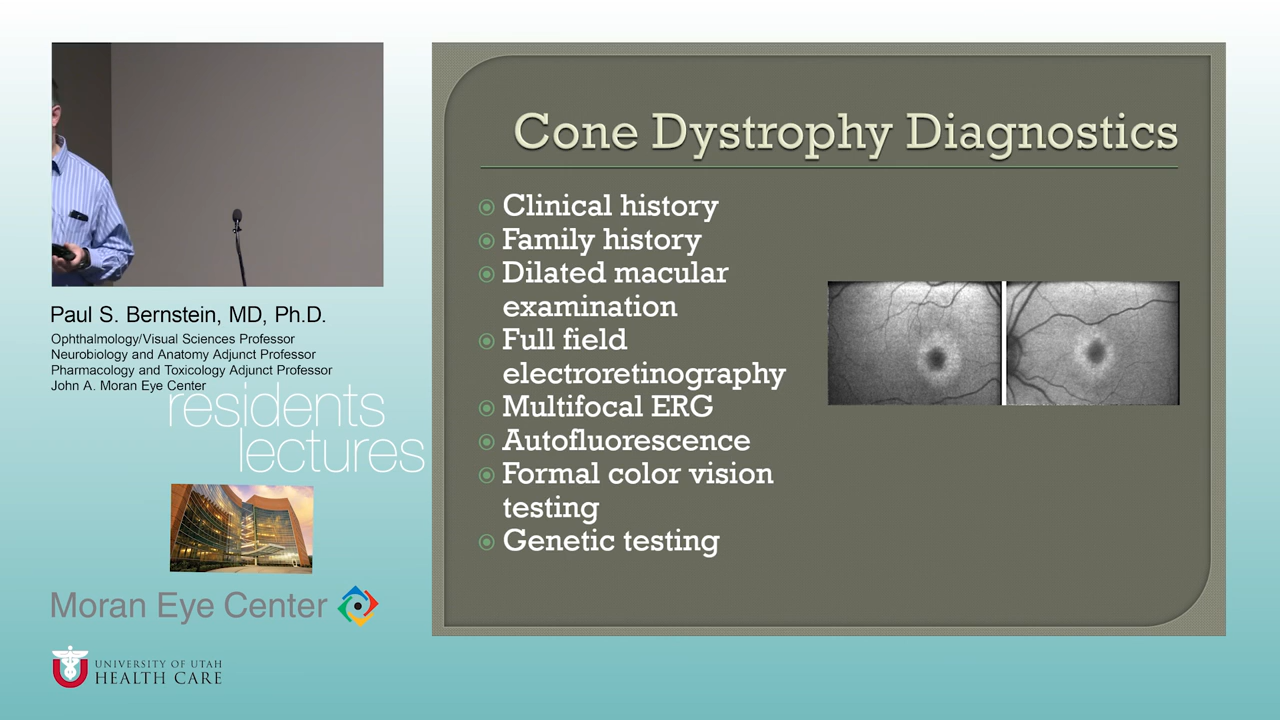 Paul S. Bernstein, MD, Ph.D.
Ophthalmology/Visual Sciences Professor
Neurobiology and Anatomy Adjunct Professor
Pharmacology and Toxicology Adjunct Professor
John A. Moran Eye Center
residents
lectures
Moran Eye Center
UNIVERSITY OF UTAH
HEALTH CARE
Cone Dystrophy Diagnostics
Clinical history
Family history
Dilated macular
examination
Full field
electroretinography
Multifocal ERG
Autofluorescence
Formal color vision
testing
Genetic testing